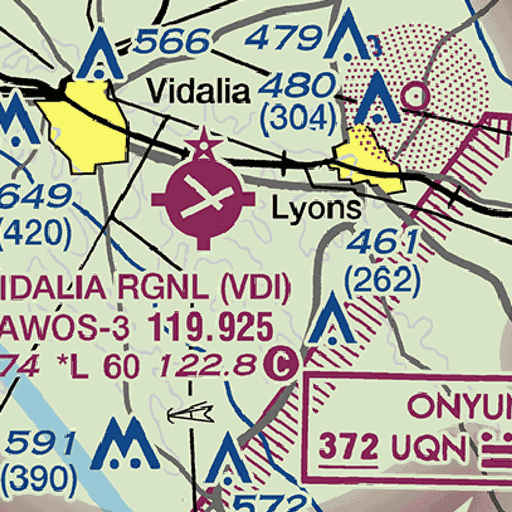 566
479
Vidalia
480
(304)
649
(420)
Lyons
461
(262)
IDALIA RGNL (VDI)
AWOS-3 119.925
74 *L 60 122.8 C
ONYUN
372 UQN
591
(390)
572